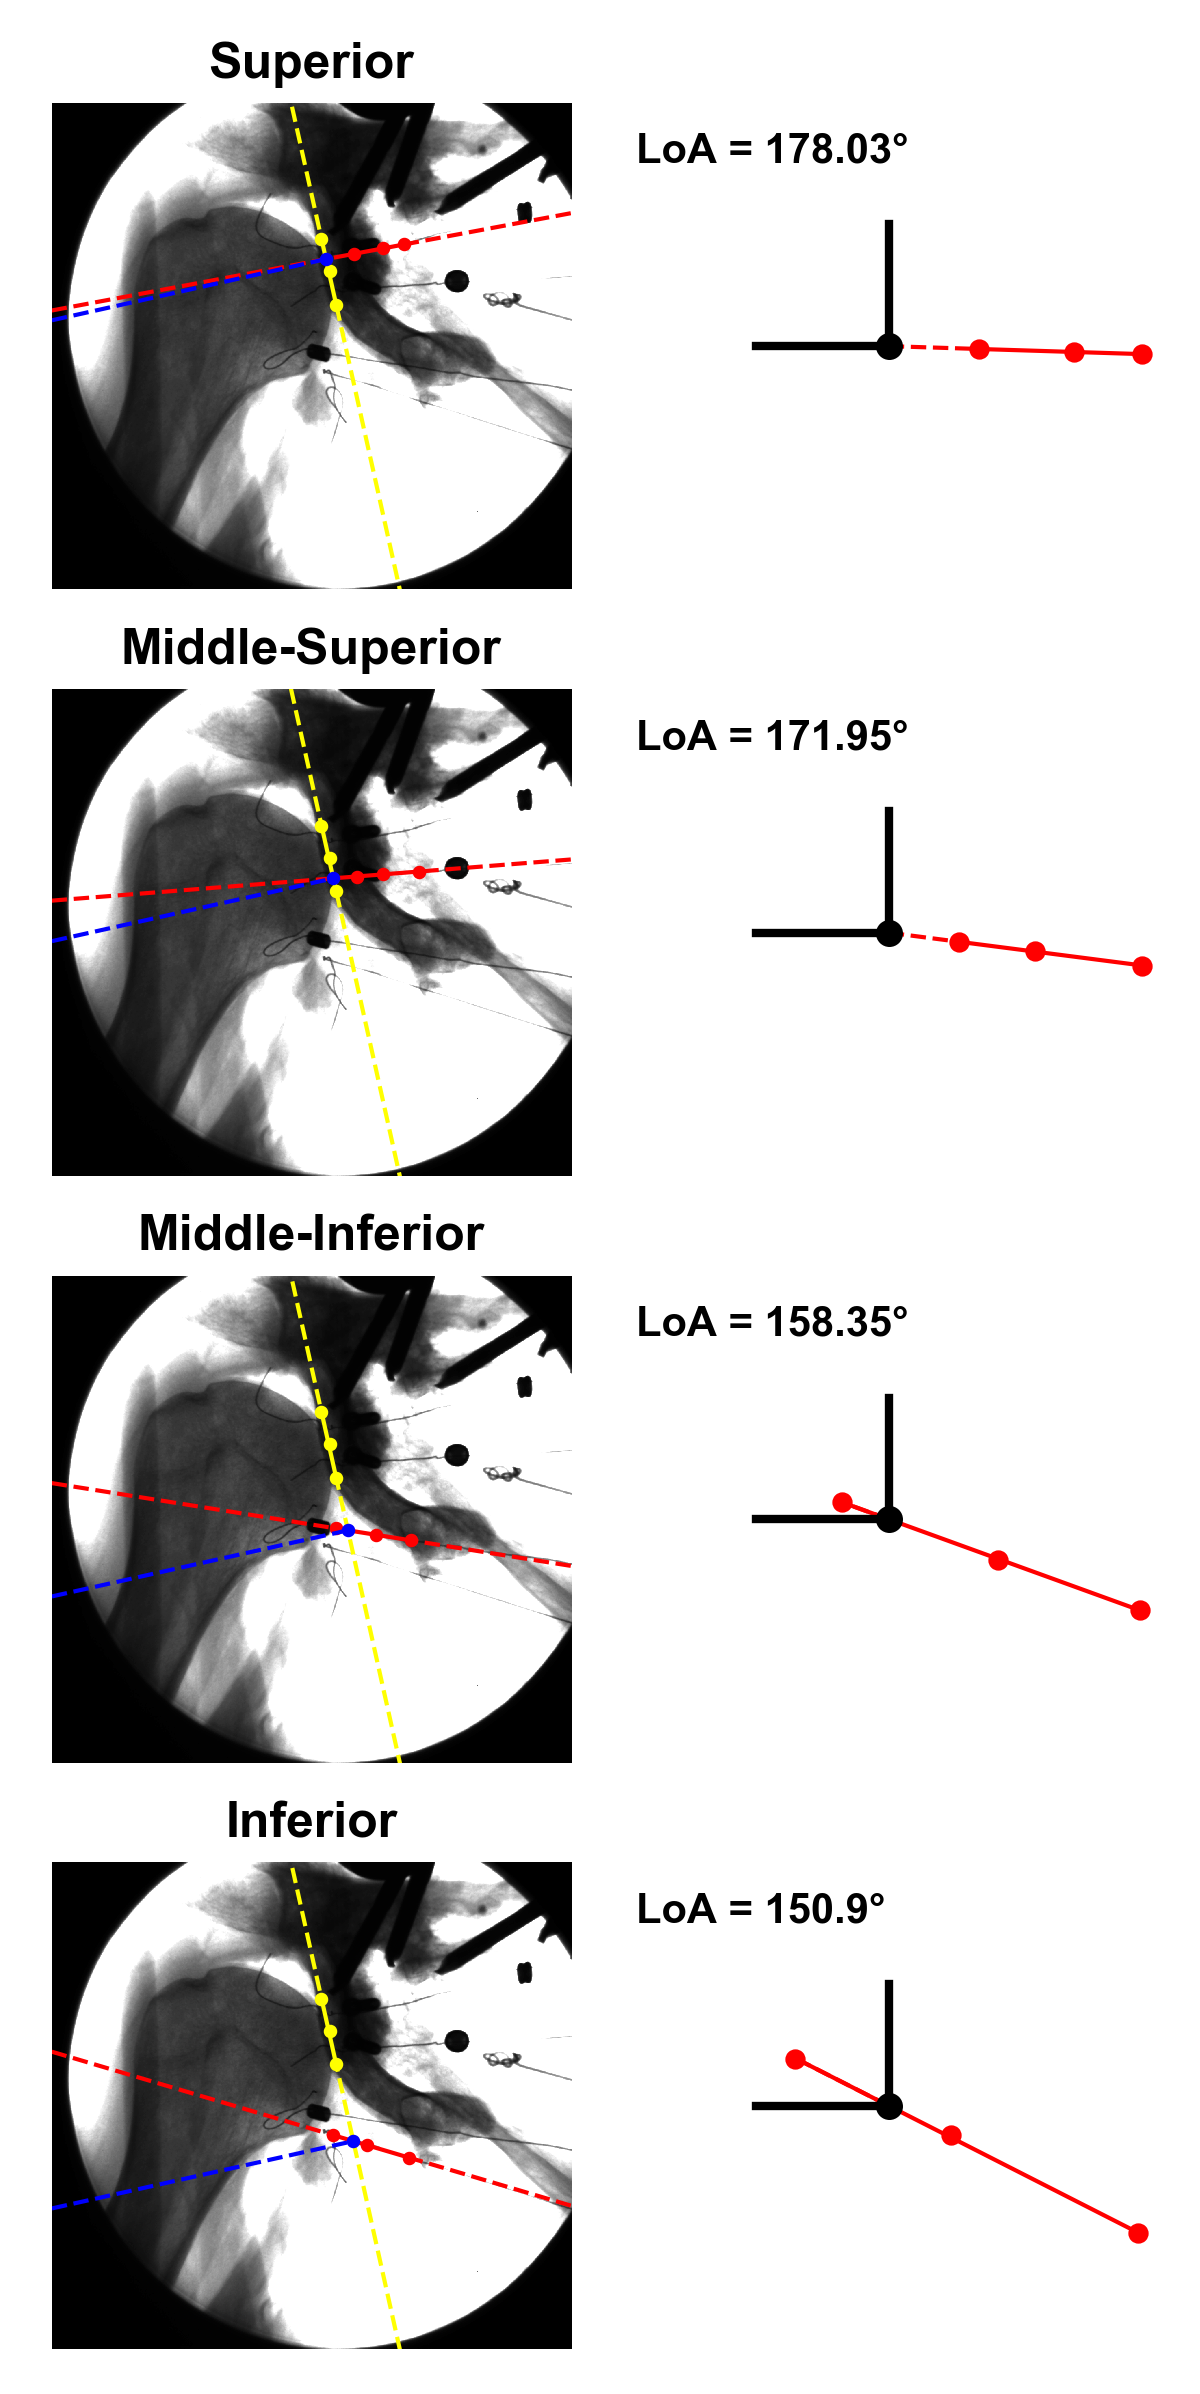 Superior
LoA = 178.03°
Middle-Superior
LoA = 171.95°
Middle-Inferior
LoA = 158.35°
Inferior
LoA = 150.9°